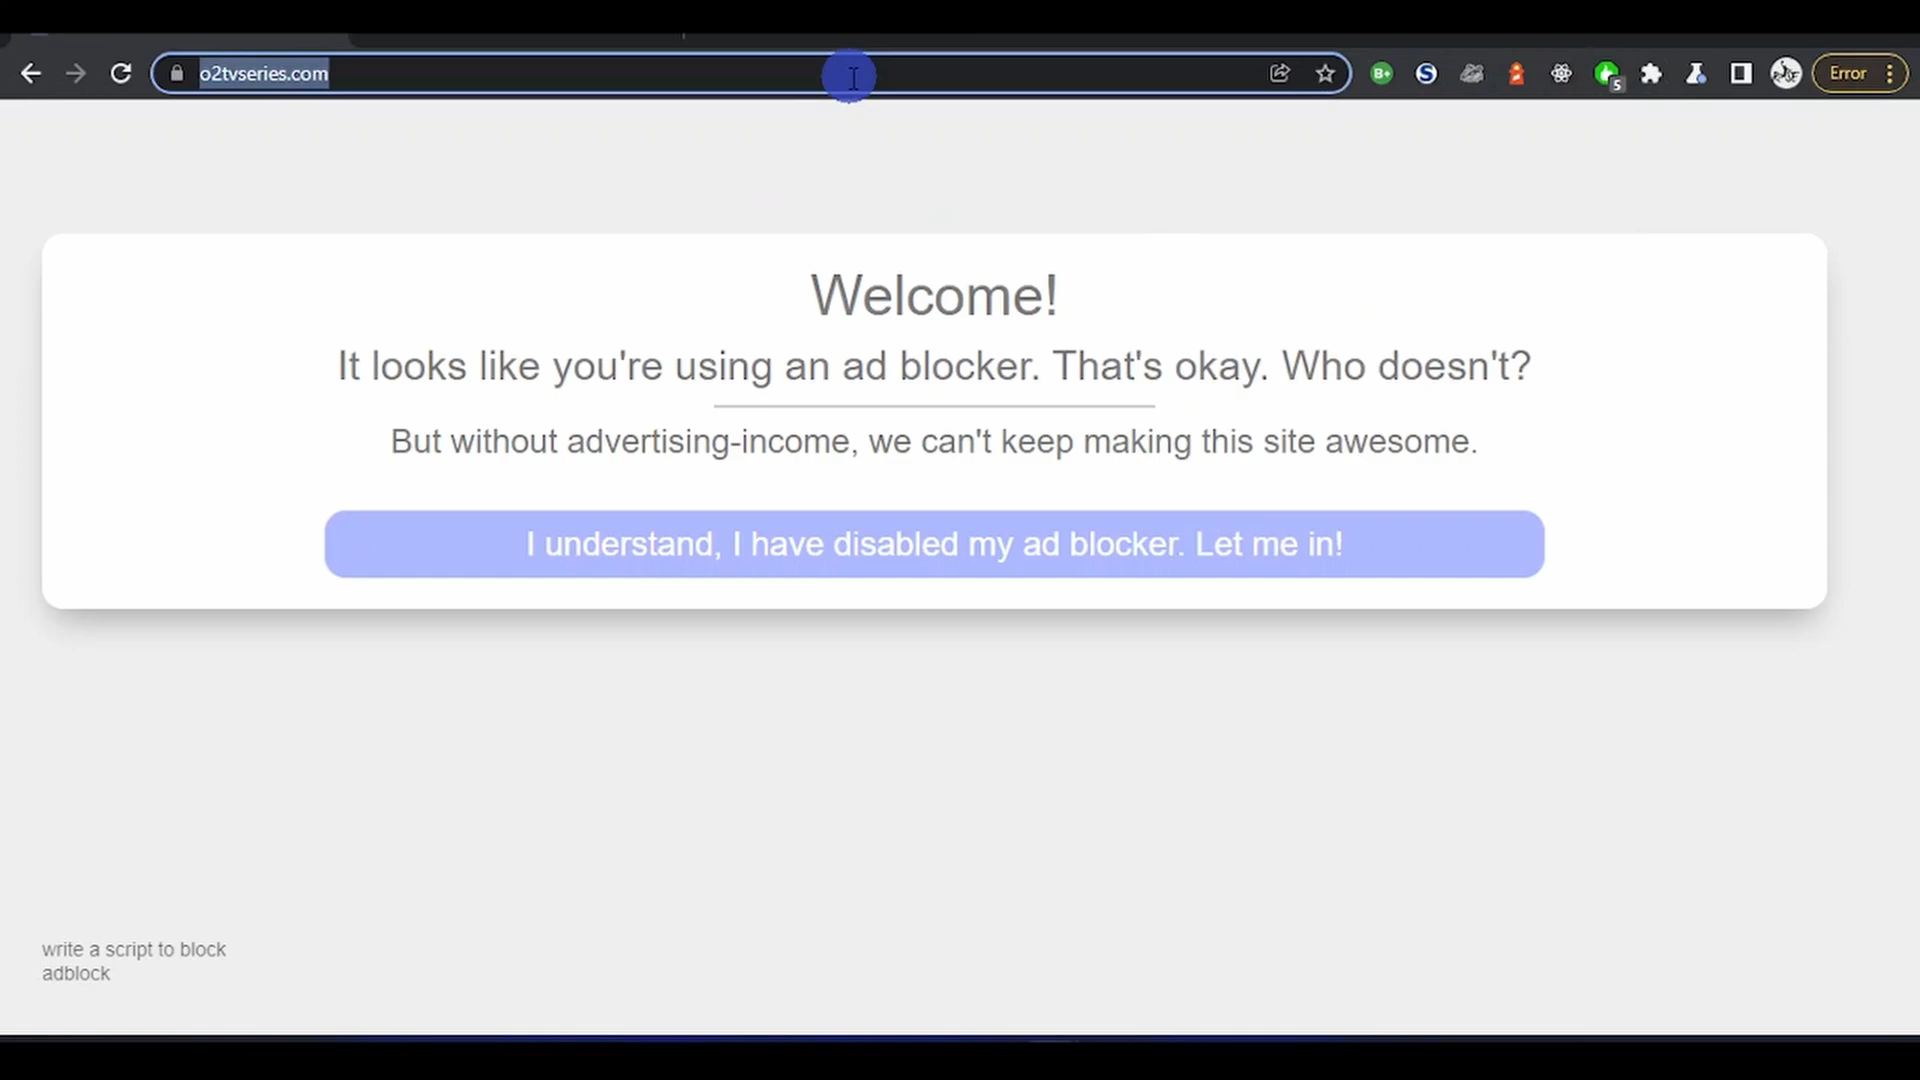 o2tvseries.com
B+
5
Error
Welcome!
It looks like you're using an ad blocker. That's okay. Who doesn't?
But without advertising-income, we can't keep making this site awesome.
I understand, I have disabled my ad blocker. Let me in!
write a script to block
adblock